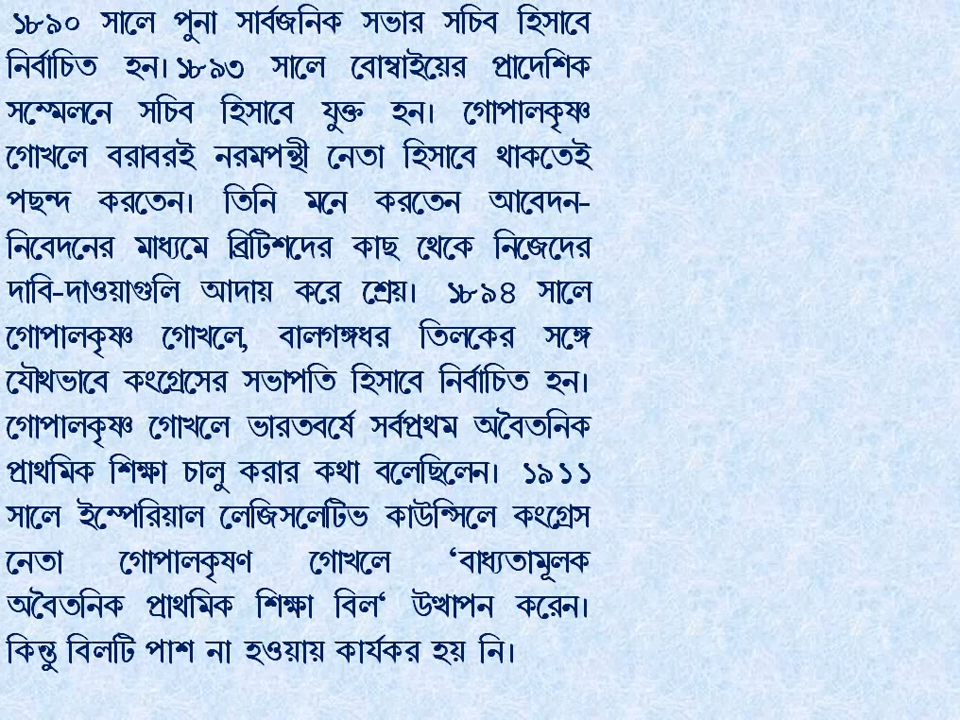 ১৮৯০ সালে পুনা সার্বজনিক সভার সচিব হিসাবে
নির্বাচিত হন। ১৮৯৩ সালে বোম্বাইয়ের প্রাদেশিক
সম্মেলনে সচিব হিসাবে যুক্ত হন। গোপালকৃষ্ণ
গোখলে বরাবরই নরমপন্থী নেতা হিসাবে থাকতেই
পছন্দ করতেন। তিনি মনে করতেন আবেদন-
নিবেদনের মাধ্যমে ব্রিটিশদের কাছ থেকে নিজেদের
দাবি-দাওয়াগুলি আদায় করে শ্রেয়। ১৮৯৪ সালে
গোপালকৃষ্ণ গোখলে, বালগঙ্গধর তিলকের সঙ্গে
যৌথভাবে কংগ্রেসের সভাপতি হিসাবে নির্বাচিত হন।
গোপালকৃষ্ণ গোখলে ভারতবর্ষে সর্বপ্রথম অবৈতনিক
প্রাথমিক শিক্ষা চালু করার কথা বলেছিলেন। ১৯১১
সালে ইম্পেরিয়াল লেজিসলেটিভ কাউন্সিলে কংগ্রেস
নেতা গোপালকৃষণ গোখলে ‘বাধ্যতামূলক
অবৈতনিক প্রাথমিক শিক্ষা বিল‘ উত্থাপন করেন।
কিন্তু বিলটি পাশ না হওয়ায় কার্যকর হয় নি।